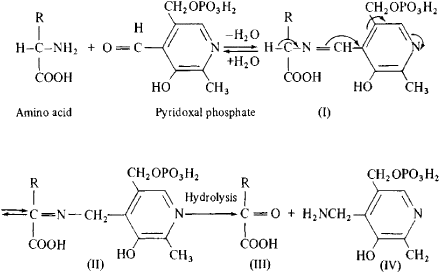 CH₂OPO₃H₂ CH₂OPO₃H₂
R H R
H–C–NH₂ + O=C N −H₂O +H₂O H–C–N=CH N
COOH HO CH₃ COOH HO CH₃
Amino acid Pyridoxal phosphate (I)
CH₂OPO₃H₂ CH₂OPO₃H₂
R R
C=N–CH₂ N Hydrolysis C=O + H₂NCH₂ N
COOH HO CH₃ COOH HO CH₂
(II) (III) (IV)